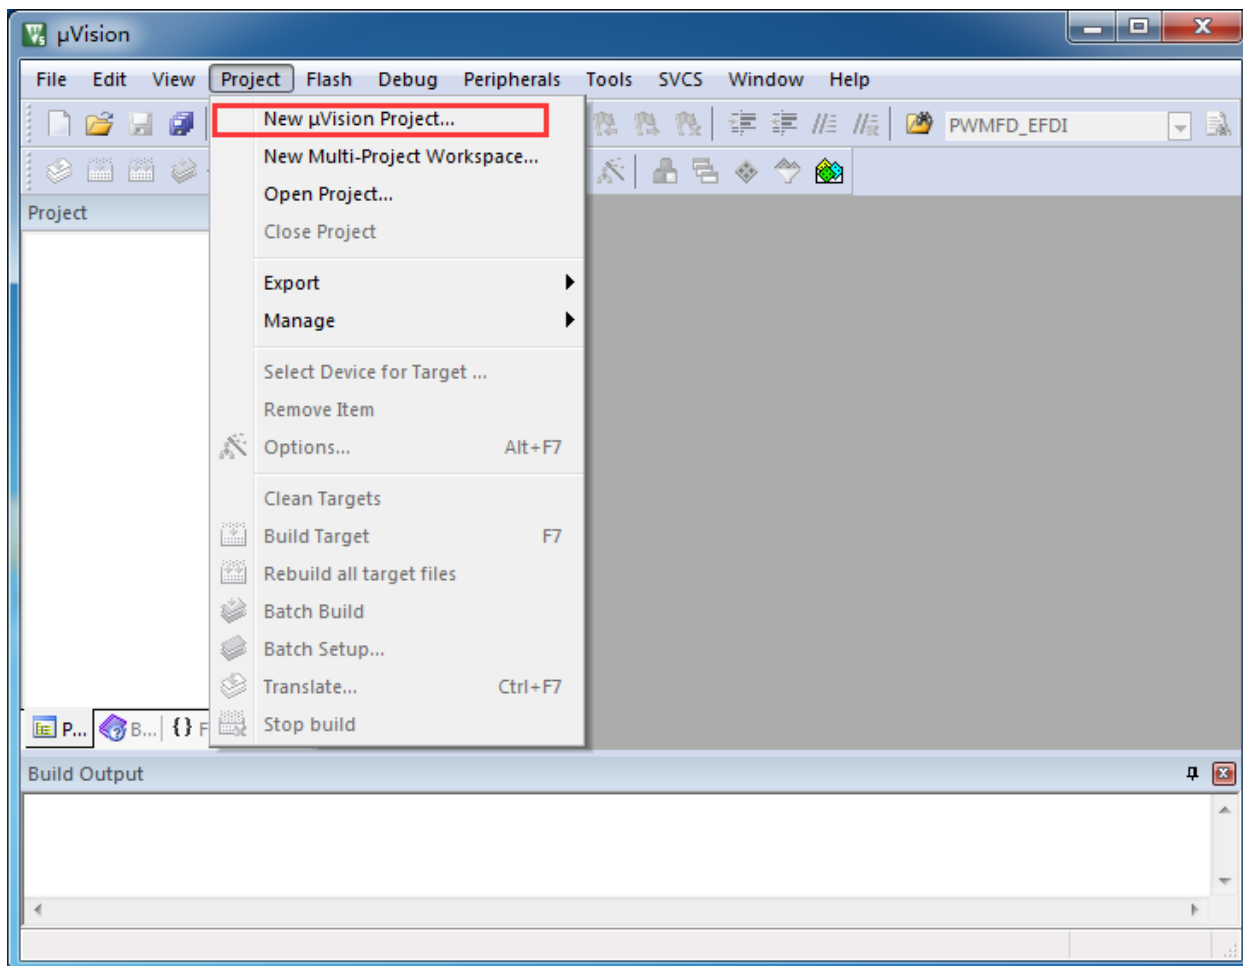 µVision
File Edit View Project Flash Debug Peripherals Tools SVCS Window Help
New µVision Project...
PWMFD_EFDI
New Multi-Project Workspace...
Open Project...
Project
Close Project
Export
Manage
Select Device for Target ...
Remove Item
Options... Alt+F7
Clean Targets
Build Target F7
Rebuild all target files
Batch Build
Batch Setup...
Translate... Ctrl+F7
Stop build
P... B... {} F
Build Output